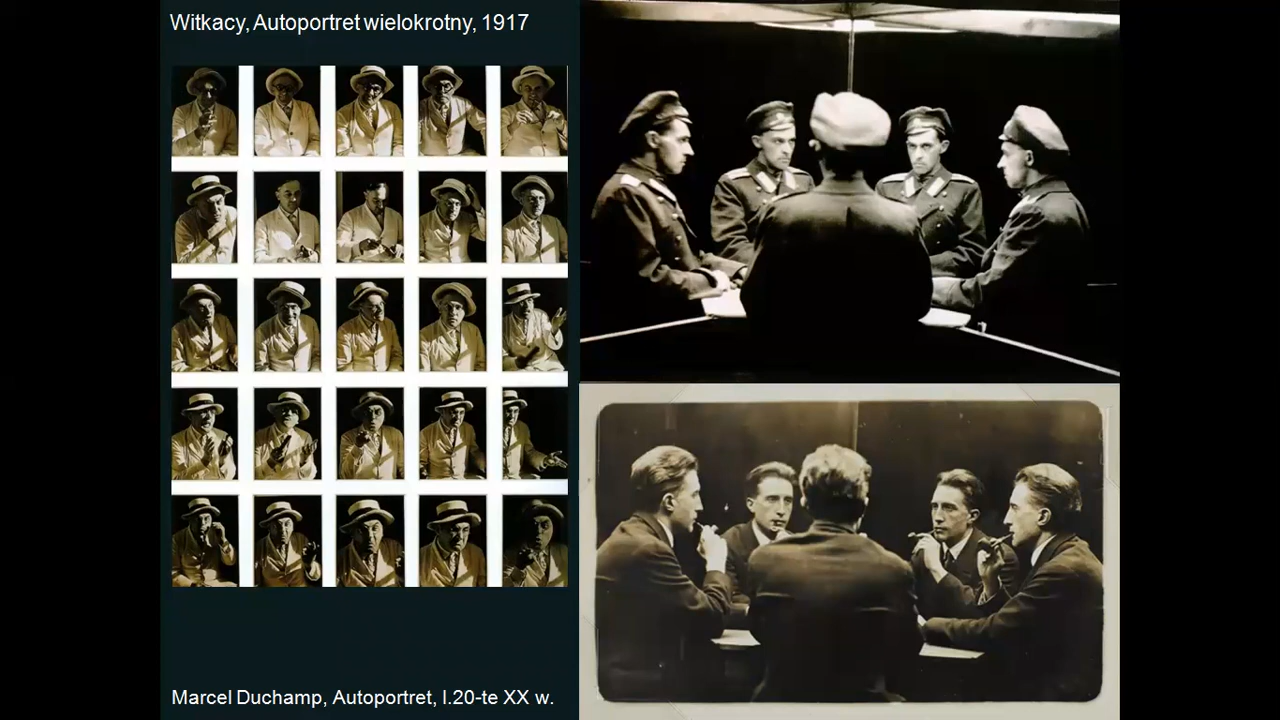 Witkacy, Autoportret wielokrotny, 1917
Marcel Duchamp, Autoportret, l.20-te XX w.